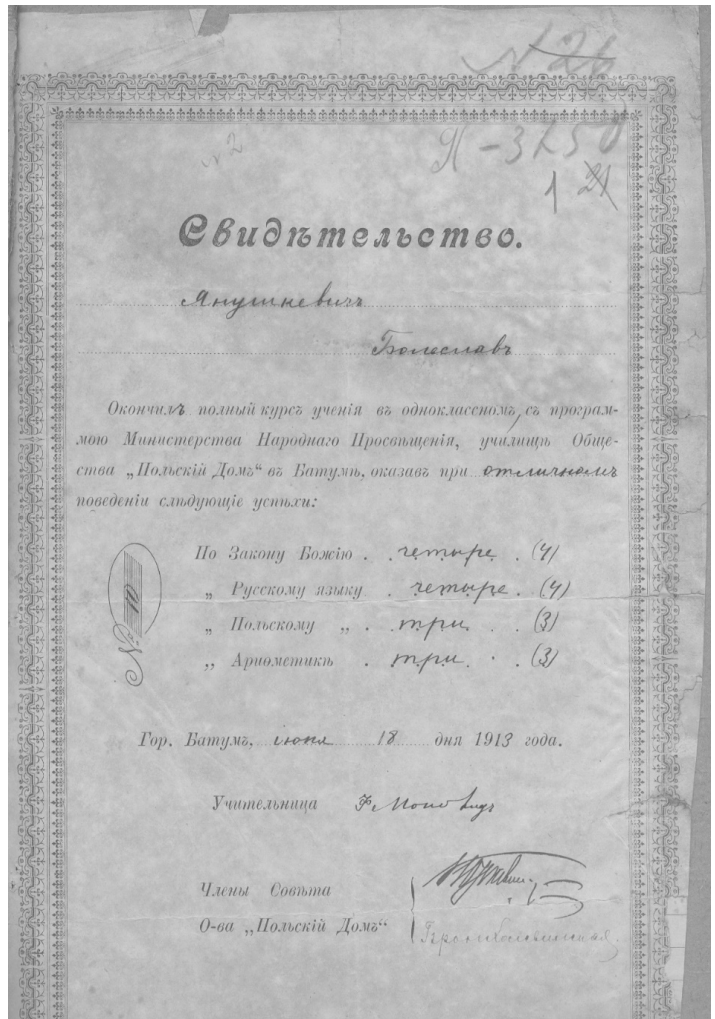 N 26
N 2
Я-3250
1 21
Свидѣтельство.
Янушкевичъ
Болеславъ
Окончилъ полный курсъ ученія въ одноклассномъ, съ програм-
мою Министерства Народнаго Просвѣщенія, училищѣ Обще-
ства „Польскій Домъ“ въ Батумѣ, оказавъ при отличномъ
поведеніи слѣдующіе успѣхи:
По Закону Божію . . четыре . (4)
„ Русскому языку . четыре . (4)
„ Польскому „ . . три . . (3)
„ Ариѳметикѣ . три . . (3)
Гор. Батумъ, іюня 18 дня 1913 года.
Учительница
Члены Совѣта
О-ва „Польскій Домъ“